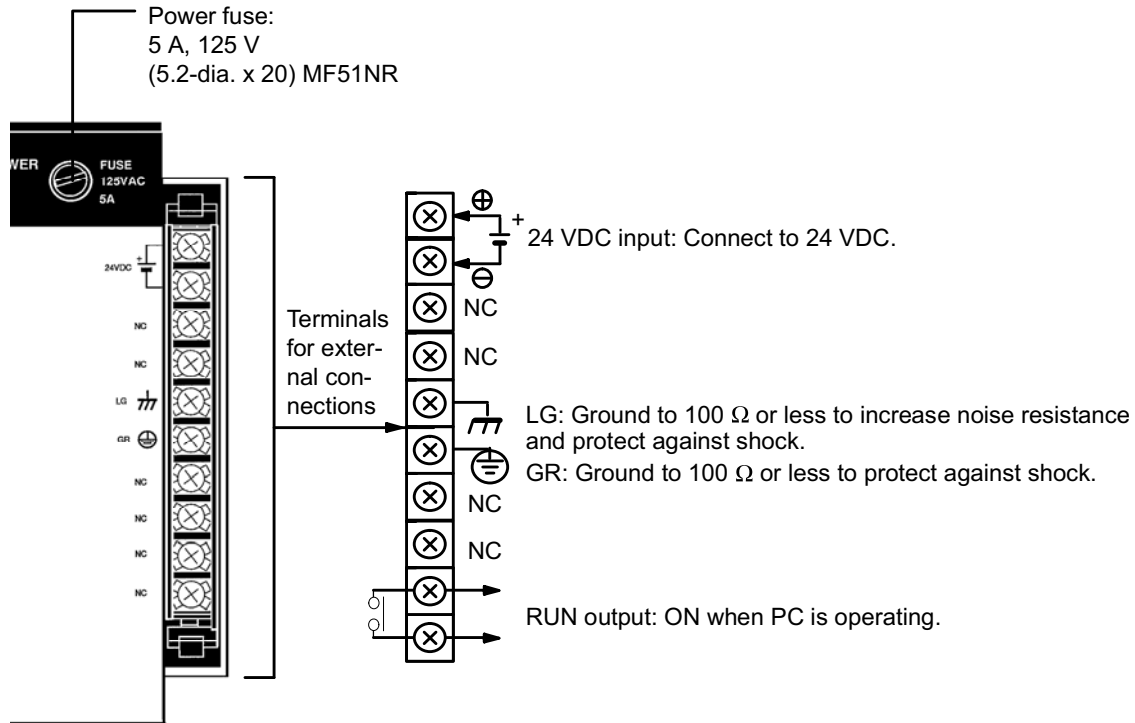 Power fuse:
5 A, 125 V
(5.2-dia. x 20) MF51NR
WER
FUSE
125VAC
5A
+
24VDC
NC
NC
LG
GR
NC
NC
NC
NC
Terminals
for exter-
nal con-
nections
⊕
+
24 VDC input: Connect to 24 VDC.
⊖
NC
NC
LG: Ground to 100 Ω or less to increase noise resistance
and protect against shock.
GR: Ground to 100 Ω or less to protect against shock.
NC
NC
RUN output: ON when PC is operating.